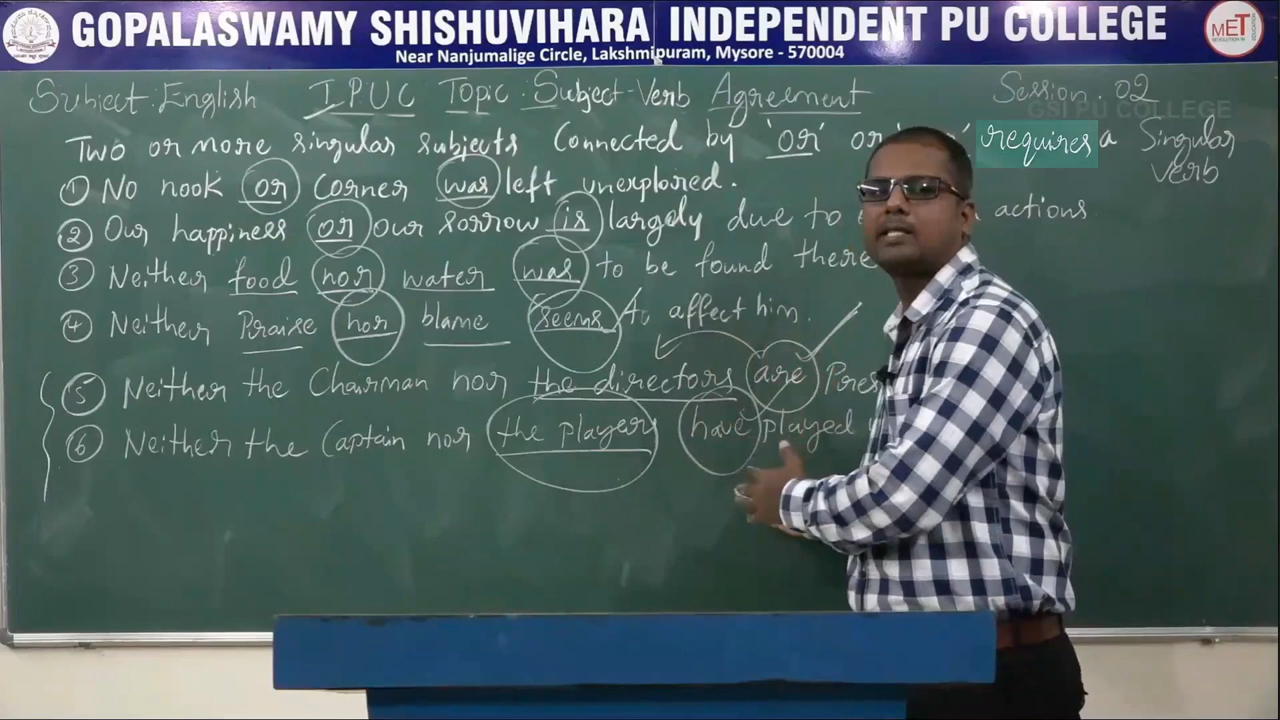 GOPALASWAMY SHISHUVIHARA INDEPENDENT PU COLLEGE
Near Nanjumalige Circle, Lakshmipuram, Mysore - 570004
MET
Subject: English I PUC Topic: Subject-Verb Agreement Session: 02
GSI PU COLLEGE
Two or more singular subjects Connected by 'or' or requires a Singular Verb
① No nook or Corner was left unexplored.
② Our happiness or our sorrow is largely due to actions
③ Neither food nor water was to be found there
④ Neither Praise nor blame seems to affect him.
⑤ Neither the Chairman nor the directors are
⑥ Neither the Captain nor the players have played